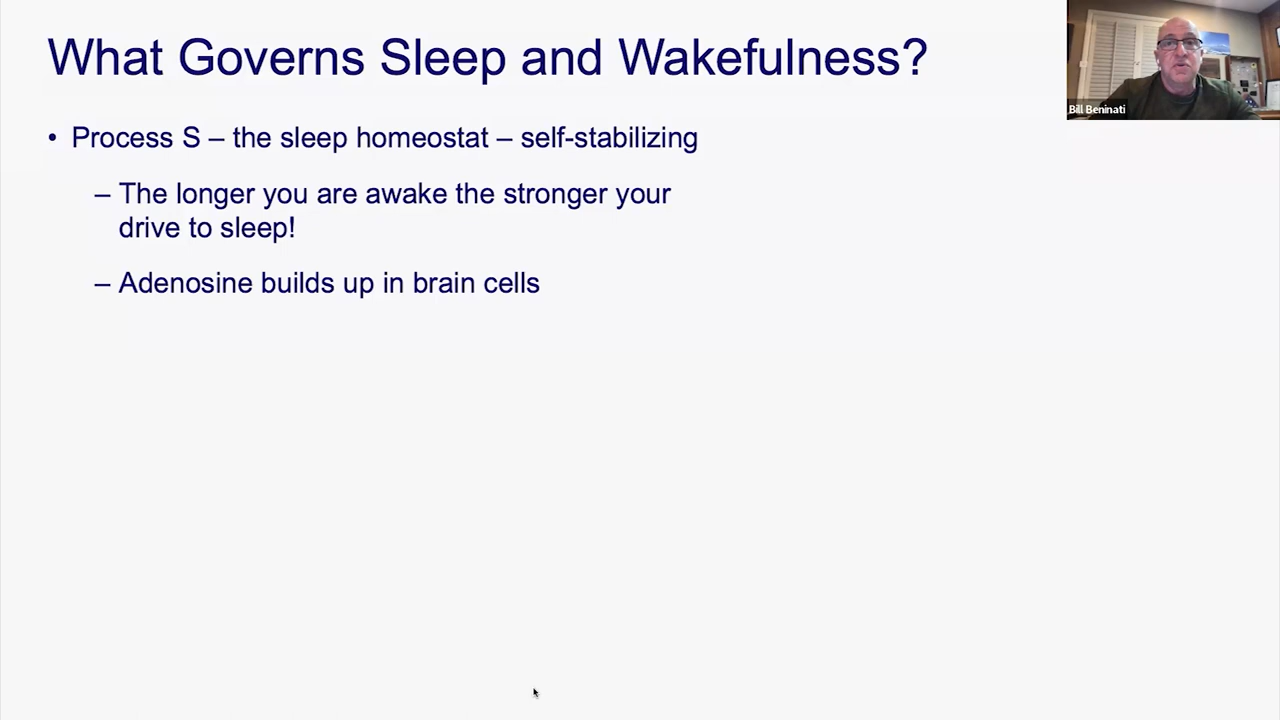 What Governs Sleep and Wakefulness?
Bill Beninati
• Process S – the sleep homeostat – self-stabilizing
– The longer you are awake the stronger your
drive to sleep!
– Adenosine builds up in brain cells